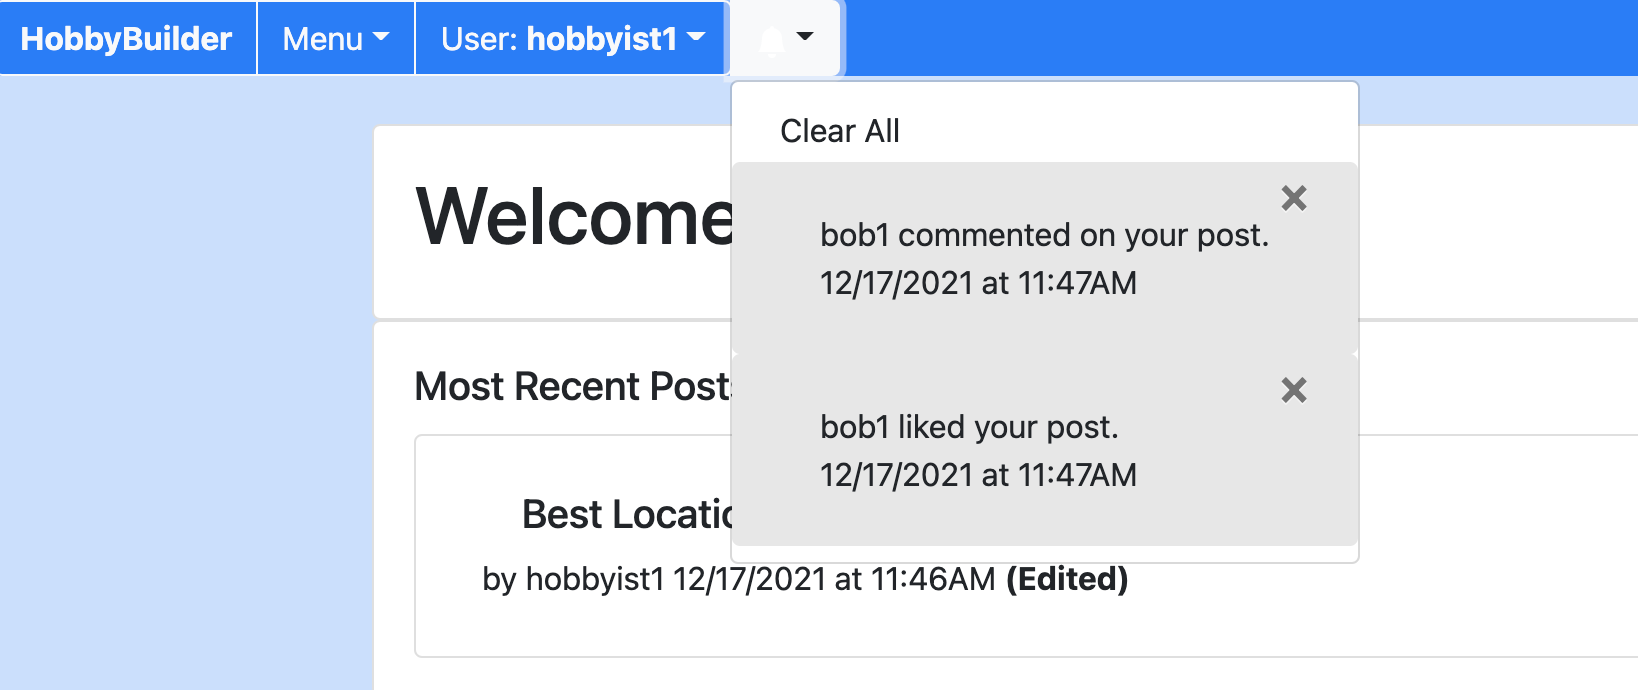 HobbyBuilder
Menu
User: hobbyist1
Clear All
bob1 commented on your post.
12/17/2021 at 11:47AM
bob1 liked your post.
12/17/2021 at 11:47AM
Welcome
Most Recent Posts
Best
by hobbyist1 12/17/2021 at 11:46AM (Edited)